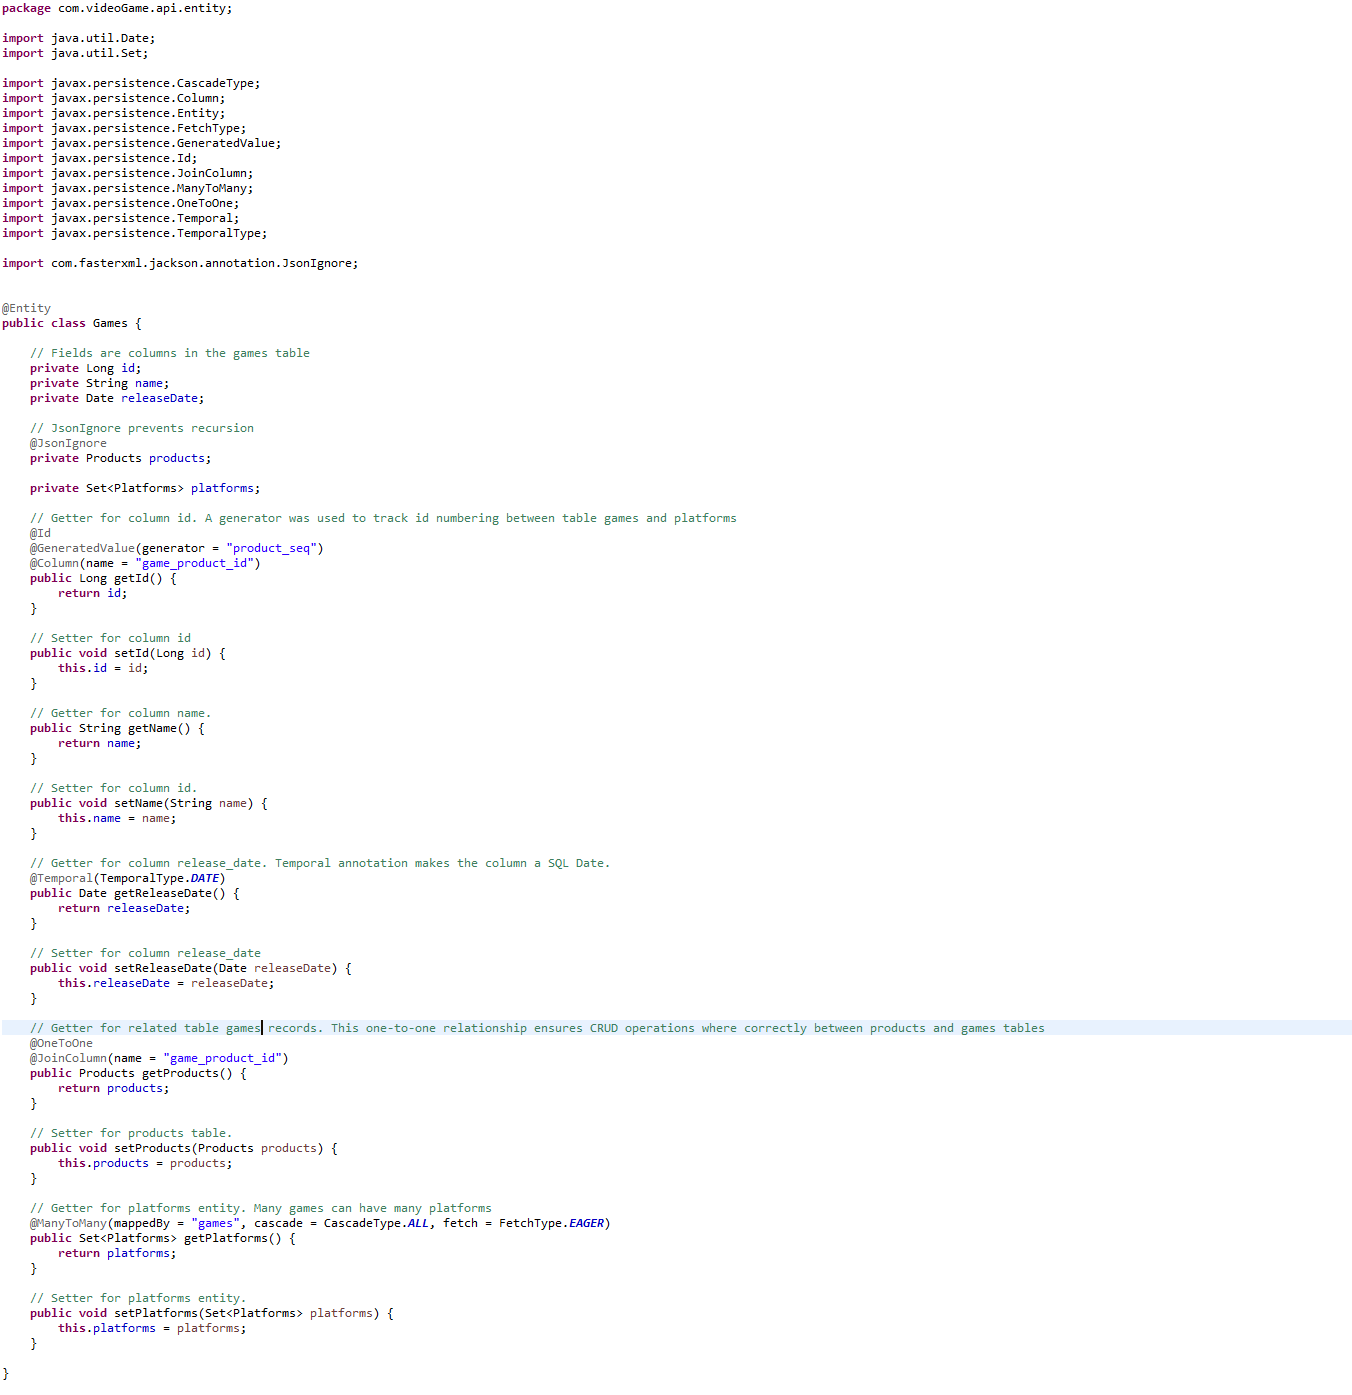 package com.videoGame.api.entity;
import java.util.Date;
import java.util.Set;
import javax.persistence.CascadeType;
import javax.persistence.Column;
import javax.persistence.Entity;
import javax.persistence.FetchType;
import javax.persistence.GeneratedValue;
import javax.persistence.Id;
import javax.persistence.JoinColumn;
import javax.persistence.ManyToMany;
import javax.persistence.OneToOne;
import javax.persistence.Temporal;
import javax.persistence.TemporalType;
import com.fasterxml.jackson.annotation.JsonIgnore;
@Entity
public class Games {
// Fields are columns in the games table
private Long id;
private String name;
private Date releaseDate;
// JsonIgnore prevents recursion
@JsonIgnore
private Products products;
private Set<Platforms> platforms;
// Getter for column id. A generator was used to track id numbering between table games and platforms
@Id
@GeneratedValue(generator = "product_seq")
@Column(name = "game_product_id")
public Long getId() {
return id;
}
// Setter for column id
public void setId(Long id) {
this.id = id;
}
// Getter for column name.
public String getName() {
return name;
}
// Setter for column id.
public void setName(String name) {
this.name = name;
}
// Getter for column release_date. Temporal annotation makes the column a SQL Date.
@Temporal(TemporalType.DATE)
public Date getReleaseDate() {
return releaseDate;
}
// Setter for column release_date
public void setReleaseDate(Date releaseDate) {
this.releaseDate = releaseDate;
}
// Getter for related table games records. This one-to-one relationship ensures CRUD operations where correctly between products and games tables
@OneToOne
@JoinColumn(name = "game_product_id")
public Products getProducts() {
return products;
}
// Setter for products table.
public void setProducts(Products products) {
this.products = products;
}
// Getter for platforms entity. Many games can have many platforms
@ManyToMany(mappedBy = "games", cascade = CascadeType.ALL, fetch = FetchType.EAGER)
public Set<Platforms> getPlatforms() {
return platforms;
}
// Setter for platforms entity.
public void setPlatforms(Set<Platforms> platforms) {
this.platforms = platforms;
}
}